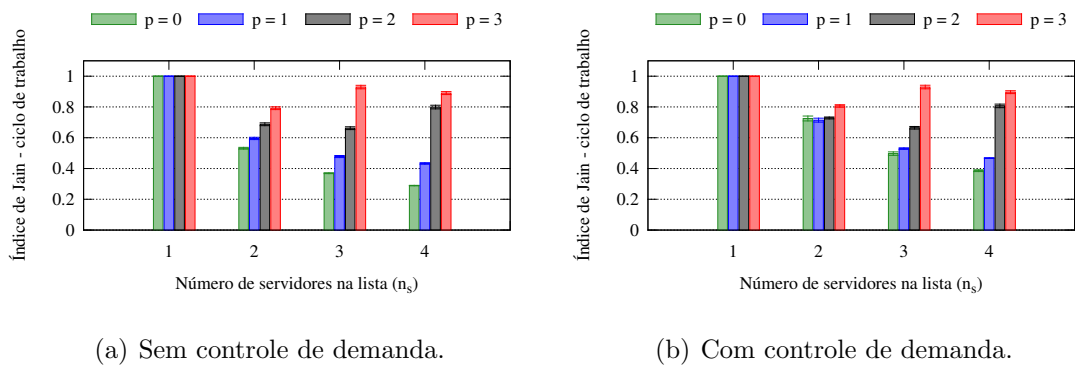 p = 0 p = 1 p = 2 p = 3
Índice de Jain - ciclo de trabalho
1
0.8
0.6
0.4
0.2
0
1 2 3 4
Número de servidores na lista (ns)
(a) Sem controle de demanda.
p = 0 p = 1 p = 2 p = 3
Índice de Jain - ciclo de trabalho
1
0.8
0.6
0.4
0.2
0
1 2 3 4
Número de servidores na lista (ns)
(b) Com controle de demanda.